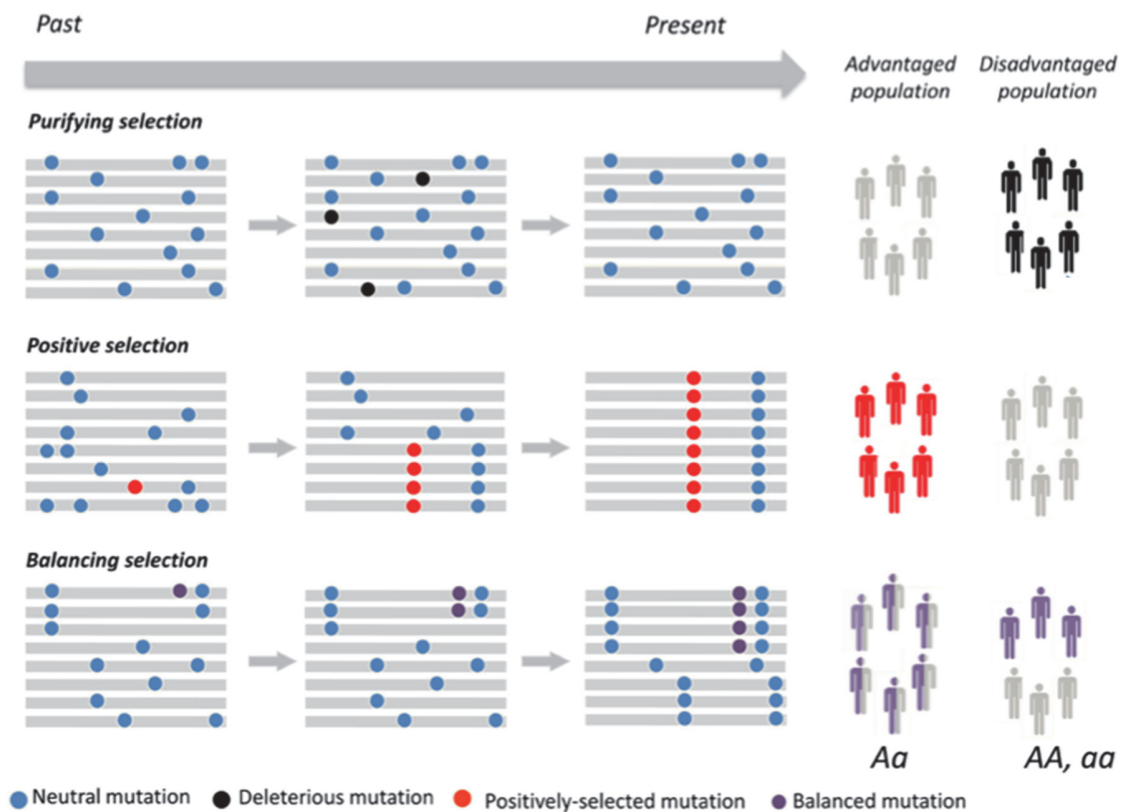 Past
Present
Advantaged
population
Disadvantaged
population
Purifying selection
Positive selection
Balancing selection
Aa
AA, aa
Neutral mutation
Deleterious mutation
Positively-selected mutation
Balanced mutation